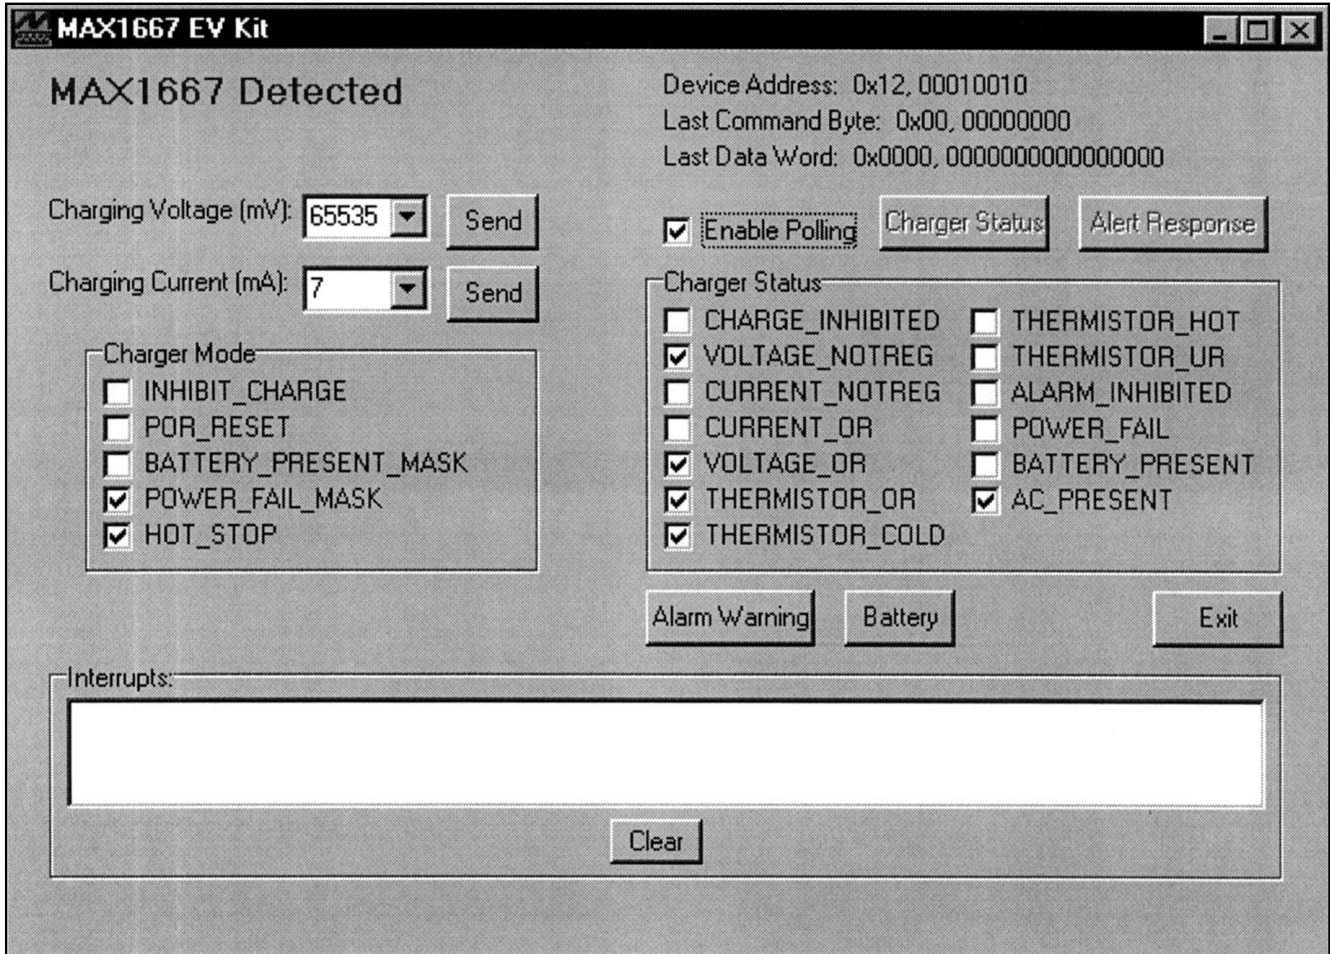 MAX1667 EV Kit
MAX1667 Detected
Device Address: 0x12, 00010010
Last Command Byte: 0x00, 00000000
Last Data Word: 0x0000, 0000000000000000
Charging Voltage (mV): 65535 Send
Enable Polling Charger Status Alert Response
Charging Current (mA): 7 Send
Charger Mode
INHIBIT_CHARGE
POR_RESET
BATTERY_PRESENT_MASK
POWER_FAIL_MASK
HOT_STOP
Charger Status
CHARGE_INHIBITED THERMISTOR_HOT
VOLTAGE_NOTREG THERMISTOR_UR
CURRENT_NOTREG ALARM_INHIBITED
CURRENT_OR POWER_FAIL
VOLTAGE_OR BATTERY_PRESENT
THERMISTOR_OR AC_PRESENT
THERMISTOR_COLD
Alarm Warning Battery Exit
Interrupts:
Clear